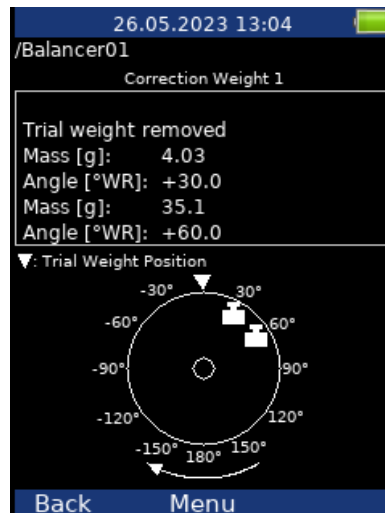 26.05.2023 13:04
/Balancer01
Correction Weight 1
Trial weight removed
Mass [g]: 4.03
Angle [°WR]: +30.0
Mass [g]: 35.1
Angle [°WR]: +60.0
▼: Trial Weight Position
-30° 30°
-60° 60°
-90° 90°
-120° 120°
-150° 180° 150°
Back Menu